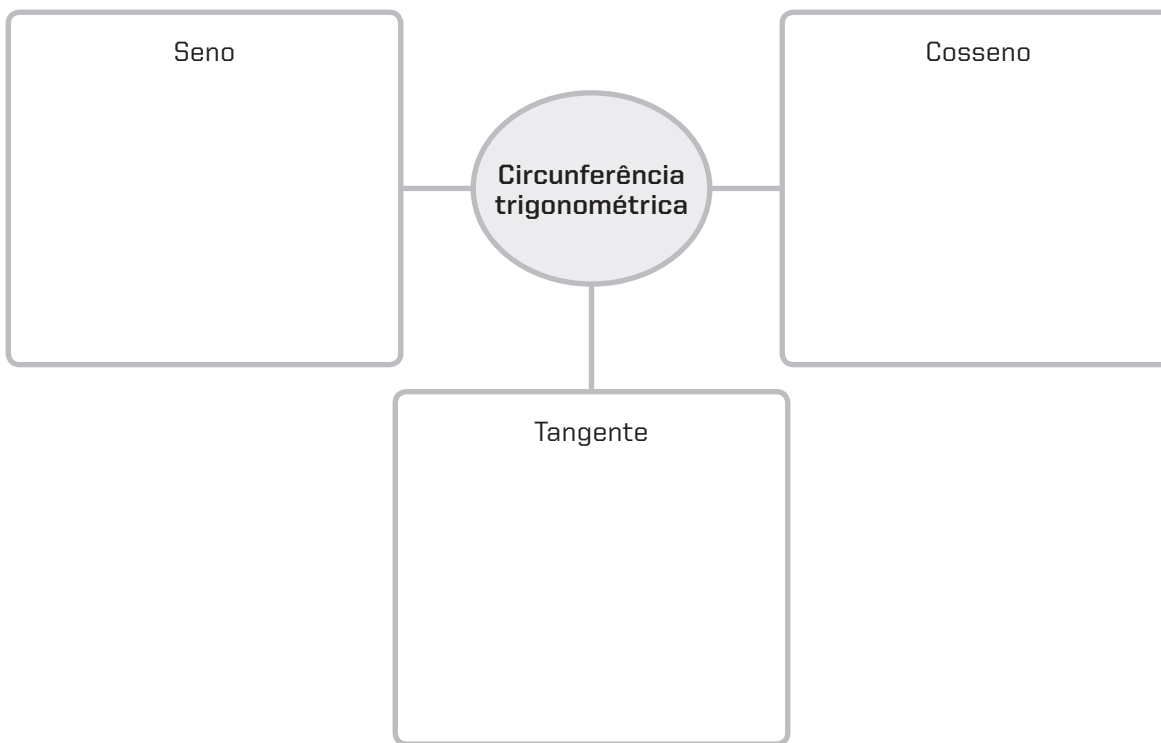 Seno
Cosseno
Circunferência
trigonométrica
Tangente